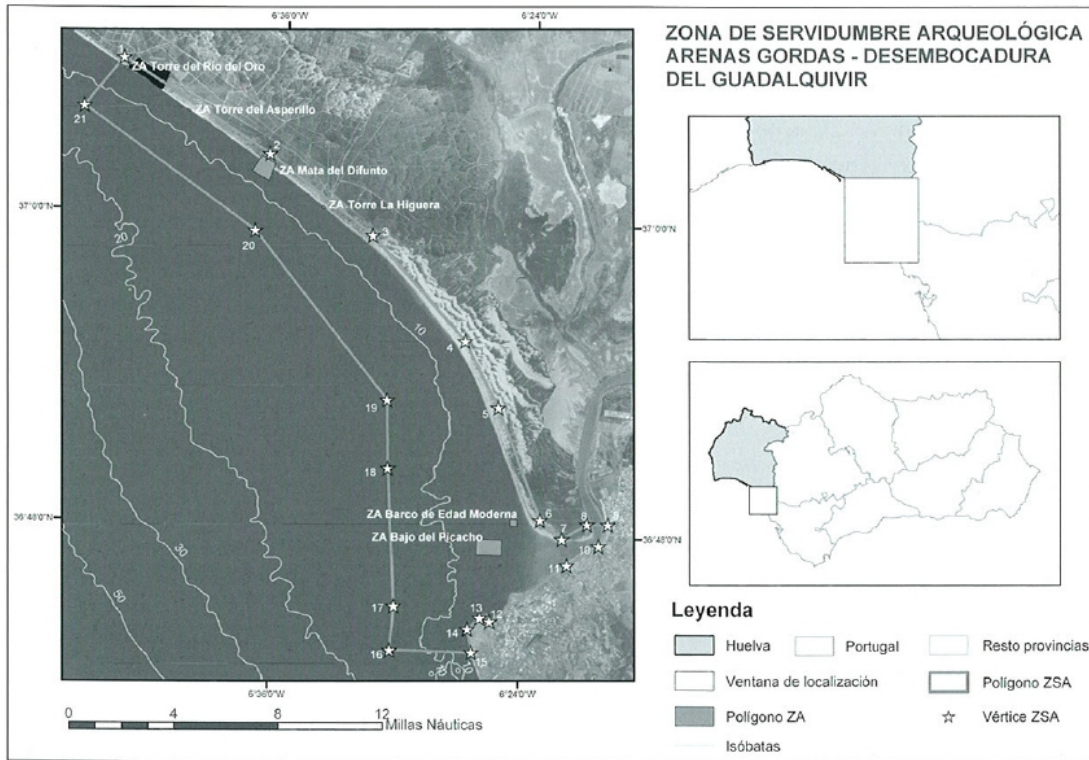 6°36'0"W
6°24'0"W
ZONA DE SERVIDUMBRE ARQUEOLÓGICA
ARENAS GORDAS - DESEMBOCADURA
DEL GUADALQUIVIR
1
ZA Torre del Rio del Oro
21
ZA Torre del Asperillo
2
ZA Mata del Difunto
ZA Torre La Higuera
37°0'0"N
20
20
3
37°0'0"N
10
4
19
5
18
36°48'0"N
ZA Barco de Edad Moderna
6
7
8
9
ZA Bajo del Picacho
36°48'0"N
10
11
30
50
17
13
12
14
16
15
10
6°36'0"W
6°24'0"W
0
4
8
12
Millas Náuticas
Leyenda
Huelva
Portugal
Resto provincias
Ventana de localización
Polígono ZSA
Polígono ZA
Vértice ZSA
Isóbatas